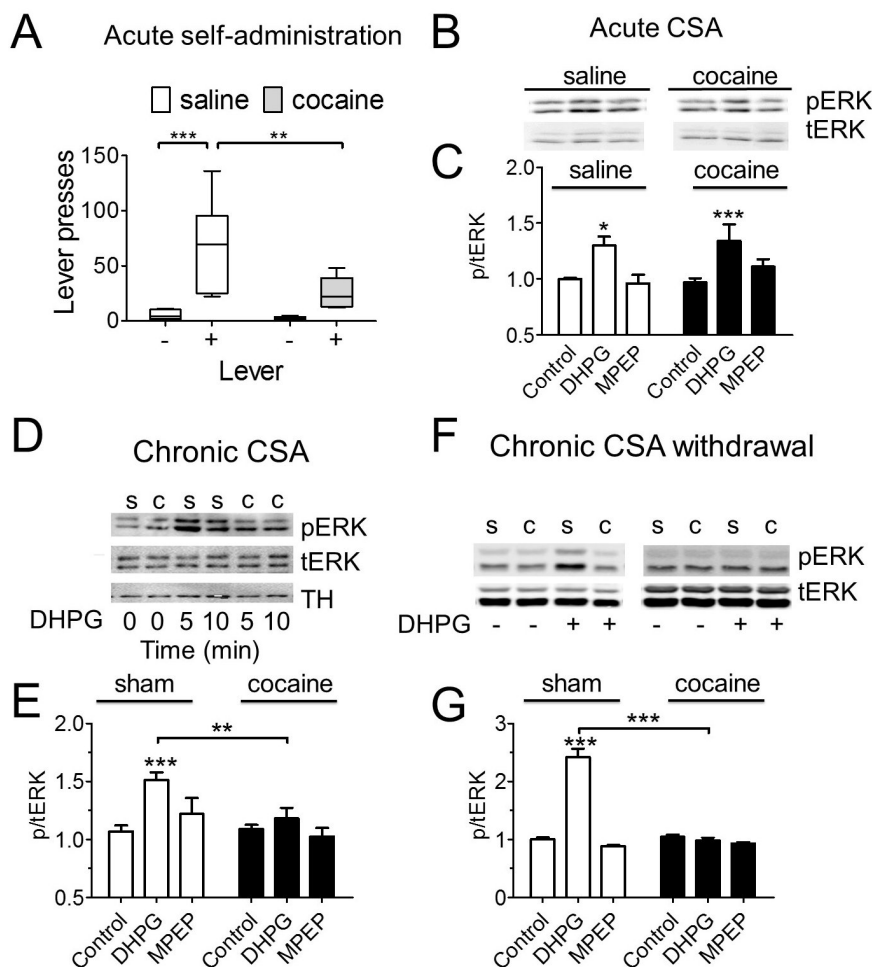 A
Acute self-administration
saline cocaine
***
**
Lever presses
150
100
50
0
- + - +
Lever
B
Acute CSA
saline cocaine
pERK
tERK
C
saline cocaine
p/tERK
2.0
1.5
1.0
0.5
*
***
Control DHPG MPEP Control DHPG MPEP
D
Chronic CSA
s c s s c c
pERK
tERK
TH
DHPG 0 0 5 10 5 10
Time (min)
E
sham cocaine
p/tERK
2.0
1.5
1.0
0.5
**
***
Control DHPG MPEP Control DHPG MPEP
F
Chronic CSA withdrawal
s c s c s c s c
pERK
tERK
DHPG - - + + - - + +
G
sham cocaine
p/tERK
3
2
1
0
***
***
Control DHPG MPEP Control DHPG MPEP